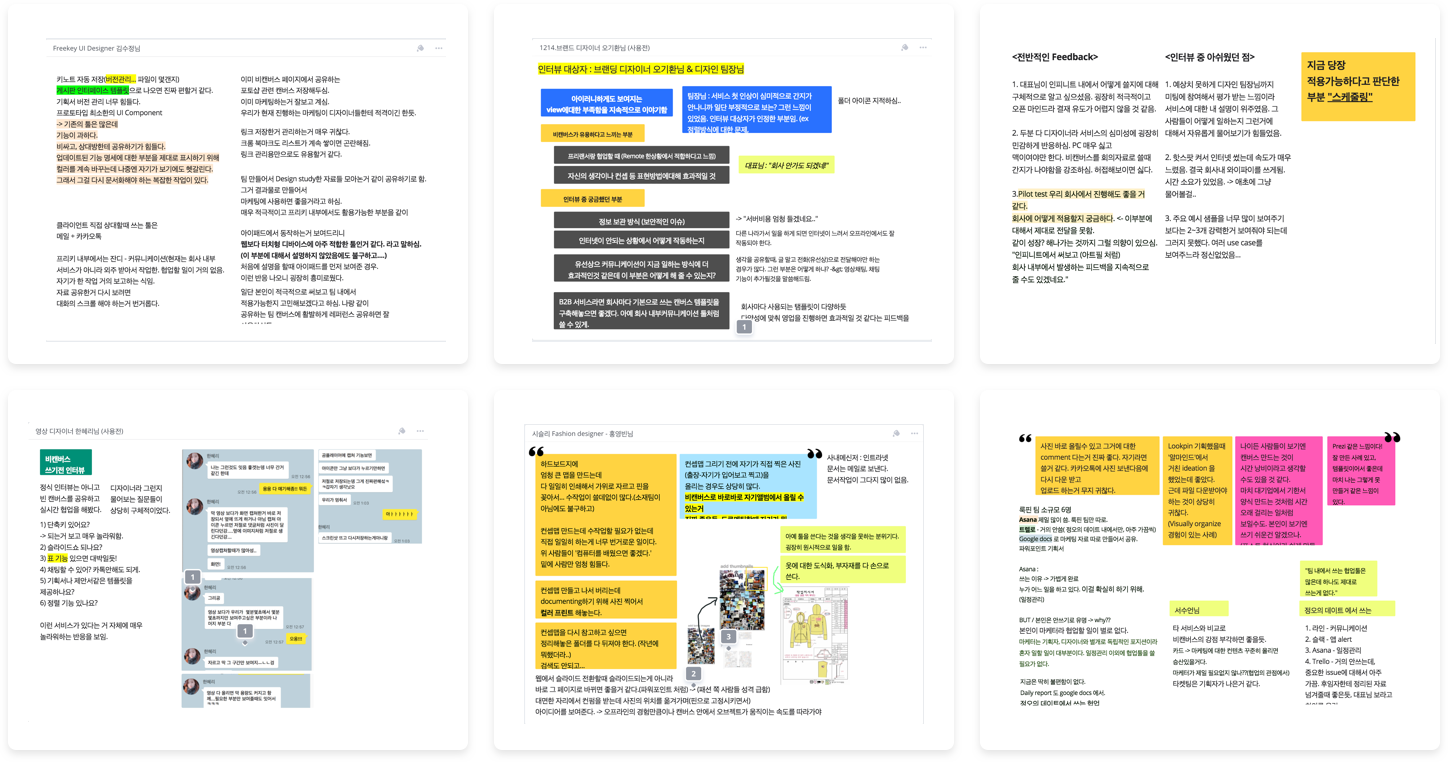 Freekey UI Designer 김수정님
키노트 자동 저장(버전관리... 파일이 몇갠지)
게시판 인터페이스 템플릿으로 나오면 진짜 편할거 같다.
기획서 버전 관리 너무 힘들다.
프로토타입 최소한의 UI Component
-> 기존의 툴은 많은데
기능이 과하다.
비싸고, 상대방한테 공유하기가 힘들다.
업데이트된 기능 명세에 대한 부분을 제대로 표시하기 위해
컬러를 계속 바꾸는데 나중엔 자기가 보기에도 헷갈린다.
그래서 그걸 다시 문서화해야 하는 복잡한 작업이 있다.
클라이언트 직접 상대할때 쓰는 툴은
메일 + 카카오톡
프리키 내부에서는 잔디 - 커뮤니케이션(현재는 회사 내부
서비스가 아니라 외주 받아서 작업한. 협업할 일이 거의 없음.
자기가 한 작업 거의 보고하는 식임.
자료 공유한거 다시 보려면
대화의 스크롤 해야 하는거 번거롭다.
이미 비캔버스 페이지에서 공유하는
포토샵 관련 컨텐츠 저장해두심.
이미 마케팅하는거 잘보고 계심.
우리가 현재 진행하는 마케팅이 디자이너들한테 적격이긴 한듯.
링크 저장한거 관리하는거 매우 귀찮다.
크롬 북마크도 리스트가 계속 쌓이면 곤란해짐.
링크 관리용만으로도 유용할거 같다.
팀 만들어서 Design study한 자료들 모아논거 같이 공유하기로 함.
그거 결과물로 만들어서
마케팅에 사용하면 좋을거라고 하심.
매우 적극적이고 프리키 내부에서도 활용가능한 부분을 같이
아이패드에서 동작하는거 보여드리니
웹보다 터치형 디바이스에 아주 적합한 툴인거 같다. 라고 말하심.
(이 부분에 대해서 설명하지 않았음에도 불구하고....)
처음에 설명할 때 아이패드를 먼저 보여준 경우.
이런 반응 나오니 굉장히 흥미로웠다.
일단 본인이 적극적으로 써보고 팀 내에서
적용가능한지 고민해보겠다고 하심. 나랑 같이
공유하는 팀 캔버스에 활발하게 레퍼런스 공유하면 잘
1214.브랜드 디자이너 오기환님 (사용전)
인터뷰 대상자 : 브랜딩 디자이너 오기환님 & 디자인 팀장님
아이러니하게도 보여지는
view에대한 부족함을 지속적으로 이야기함
팀장님 : 서비스 첫 인상이 심미적으로 간지가
안나니까 일단 부정적으로 보는? 그런 느낌이
있었음. 인터뷰 대상자가 인정한 부분임. (ex
정렬방식에 대한 문제.
폴더 아이콘 지적하심..
비캔버스가 유용하다고 느끼는 부분
프리랜서랑 협업할 때 (Remote 한상황에서 적합하다고 느낌)
자신의 생각이나 컨셉 등 표현방법에대해 효과적일 것
대표님 : "회사 안가도 되겠네!"
인터뷰 중 궁금했던 부분
정보 보관 방식 (보안적인 이슈)
-> "서버비용 엄청 들겠네요.."
인터넷이 안되는 상황에서 어떻게 작동하는지
다른 나라가서 일을 하게 되면 인터넷이 느려서 오프라인에서도 잘
작동되야 한다.
유선상으 커뮤니케이션이 지금 일하는 방식에 더
효과적인것 같은데 이 부분은 어떻게 해 줄 수 있는지?
생각을 공유할때, 글 말고 전화(유선상)으로 전달해야만 하는
경우가 많다. 그런 부분은 어떻게 하나? -&gt; 영상채팅, 채팅
기능이 추가될것을 말씀해드림.
B2B 서비스라면 회사마다 기본으로 쓰는 캔버스 템플릿을
구축해놓으면 좋겠다. 아예 회사 내부커뮤니케이션 툴처럼
쓸 수 있게.
회사마다 사용되는 템플릿이 다양하듯
다양성에 맞춰 영업을 진행하면 효과적일 것 같다는 피드백을
1
<전반적인 Feedback>
1. 대표님이 인피니트 내에서 어떻게 쓸지에 대해
구체적으로 알고 싶으셨음. 굉장히 적극적이고
오픈 마인드라 결재 유도가 어렵지 않을 것 같음.
2. 두분 다 디자이너라 서비스의 심미성에 굉장히
민감하게 반응하심. PC 매우 싫고
맥이여야만 한다. 비캔버스를 회의자료로 쓸때
간지가 나야함을 강조하심. 허접해보이면 싫다.
3.Pilot test 우리 회사에서 진행해도 좋을 거
같다.
회사에 어떻게 적용할지 궁금하다. <- 이부분에
대해서 제대로 전달을 못함.
같이 성장? 해나가는 것까지 그럴 의향이 있으심.
"인피니트에서 써보고 (아트필 처럼)
회사 내부에서 발생하는 피드백을 지속적으로
줄 수도 있겠네요."
<인터뷰 중 아쉬웠던 점>
1. 예상치 못하게 디자인 팀장님까지
미팅에 참여해서 평가 받는 느낌이라
서비스에 대한 내 설명이 위주였음. 그
사람들이 어떻게 일하는지 그런거에
대해서 자유롭게 물어보기가 힘들었음.
2. 핫스팟 켜서 인터넷 썼는데 속도가 매우
느렸음. 결국 회사내 와이파이를 쓰게됨.
시간 소요가 있었음. -> 애초에 그냥
물어볼걸..
3. 주요 예시 샘플을 너무 많이 보여주기
보다는 2~3개 강력한거 보여줘야 되는데
그러지 못했다. 여러 use case를
보여주느라 정신없었음...
지금 당장
적용가능하다고 판단한
부분 "스케줄링"
영상 디자이너 한혜리님 (사용전)
비캔버스
쓰기전 인터뷰
정식 인터뷰는 아니고
빈 캔버스를 공유하고
실시간 협업을 해봤다.
디자이너라 그런지
물어보는 질문들이
상당히 구체적이었다.
1) 단축키 있어요?
-> 되는거 보고 매우 놀라워함.
2) 슬라이드쇼 되나요?
3) 표 기능 있으면 대박일듯!
4) 채팅할 수 있어? 카톡안해도 되게.
5) 기획서나 제안서같은 템플릿을
제공하나요?
6) 정렬 기능 있나요?
이런 서비스가 있다는 거 자체에 매우
놀라워하는 반응을 보임.
한혜리
나는 그런것도 있음 좋겟는뎅 너무 간거
같긴 한데
영상캡쳐할때가 많아성..
1
그리궁
1
오울ㅋㅋ
자르고 딱 그 구간만 보여지ㅡㄴㄴ걍
우리가 말해서
시슬리 Fashion designer - 홍영빈님
하드보드지에
엄청 큰 맵을 만드는데
다 일일히 인쇄해서 가위로 자르고 핀을
꽂아서... 수작업이 쓸데없이 많다.(소재팀이
아님에도 불구하고)
컨셉맵 만드는데 수작업할 필요가 없는데
직접 일일히 하는게 너무 번거로운 일이다.
위 사람들이 '컴퓨터를 배웠으면 좋겠다.'
밑에 사람만 엄청 힘들다.
컨셉맵 만들고 나서 버리는데
documenting하기 위해 사진 찍어서
컬러 프린트 해놓는다.
컨셉맵을 다시 참고하고 싶으면
정리해놓은 폴더를 다 뒤져야 한다. (작년에
뭐했더라..)
검색도 안되고...
컨셉맵 그리기 전에 자기가 직접 찍은 사진
(출장-자기가 입어보고 찍고)을
올리는 경우도 상당히 많다.
비캔버스로 바로바로 자기앨범에서 올릴 수
있는거
사내메신저 : 인트라넷
문서는 메일로 보낸다.
문서작업이 그다지 많이 없음.
아예 툴을 쓴다는 것을 생각을 못하는 분위기다.
굉장히 원시적으로 일을 함.
옷에 대한 도식화, 부자재를 다 손으로
쓴다.
add thumbnails
3
2
웹에서 슬라이드 전환할때 슬라이드되는게 아니라
바로 그 페이지로 바뀌면 좋을거 같다.(파워포인트 처럼) -> (패션 쪽 사람들 성격 급함)
대면한 자리에서 컨펌을 받는데 사진의 위치를 옮겨가며(핀으로 고정시키면서)
아이디어를 보여준다. -> 오프라인의 경험만큼이나 캔버스 안에서 오브젝트가 움직이는 속도를 따라가야
사진 바로 올릴수 있고 그거에 대한
comment 다는건 진짜 좋다. 자기라면
쓸거 같다. 카카오톡에 사진 보낸다음에
다시 다운 받고
업로드 하는거 무지 귀찮다.
Lookpin 기획했을때
'말마인드'에서
거친 ideation 을
했었는데 좋았다.
근데 파일 다운받아야
하는 것이 상당히
귀찮다.
(Visually organize
경험이 있는 사례)
나이든 사람들이 보기엔
캔버스 만드는 것이
시간 낭비라고 생각할
수도 있을 것 같다.
마치 대기업에서 기한서
양식 만드는 것처럼 시간
오래 걸리는 일처럼
보일수도. 본인이 보기엔
쓰기 쉬운건 알겠으나.
Prezi 같은 느낌이다!
잘 만든 사례 있고,
템플릿이어서 좋은데
마치 나는 그렇게 못
만들거 같은 느낌이
있다.
룩핀 팀 소규모 6명
Asana 제일 많이 씀. 룩핀 팀만 따로.
트렐로 - 거의 안씀( 정모의 데이트에서만. 아주 가끔씩)
Google docs 로 마케팅 자료 따로 만들어서 공유.
파워포인트 기획서
Asana :
쓰는 이유 -> 가볍게 완료
누가 어느 일을 하고 있다. 이걸 확실히 하기 위해.
(일정관리)
BUT / 본인은 안쓰기로 유명 -> why??
본인이 마케터라 협업할 일이 별로 없다.
마케터는 기획자, 디자이너와 별개로 독립적인 포지션이라
혼자 일할 일이 대부분이다. 일정관리 이외에 협업툴을 쓸
필요가 없다.
지금은 딱히 불편함이 없다.
Daily report 도 google docs 에서.
정모의 데이트에서 쓰는 협업
서수언님
타 서비스와 비교로
비캔버스의 강점 부각하면 좋을듯.
카드 -> 마케팅에 대한 컨텐츠 꾸준히 올리면
승산있을거다.
마케터가 제일 필요없지 않나?(협업의 관점에서)
타켓팅은 기획자가 나은거 같다.
"팀 내에서 쓰는 협업툴은
많은데 하나도 제대로
쓰는게 없다."
정모의 데이트 에서 쓰는
1. 라인 - 커뮤니케이션
2. 슬랙 - 앱 alert
3. Asana - 일정관리
4. Trello - 거의 안쓰는데,
중요한 issue에 대해서 아주
가끔. 후임자한테 정리된 자료
넘겨줄때 좋은듯, 대표님 보라고